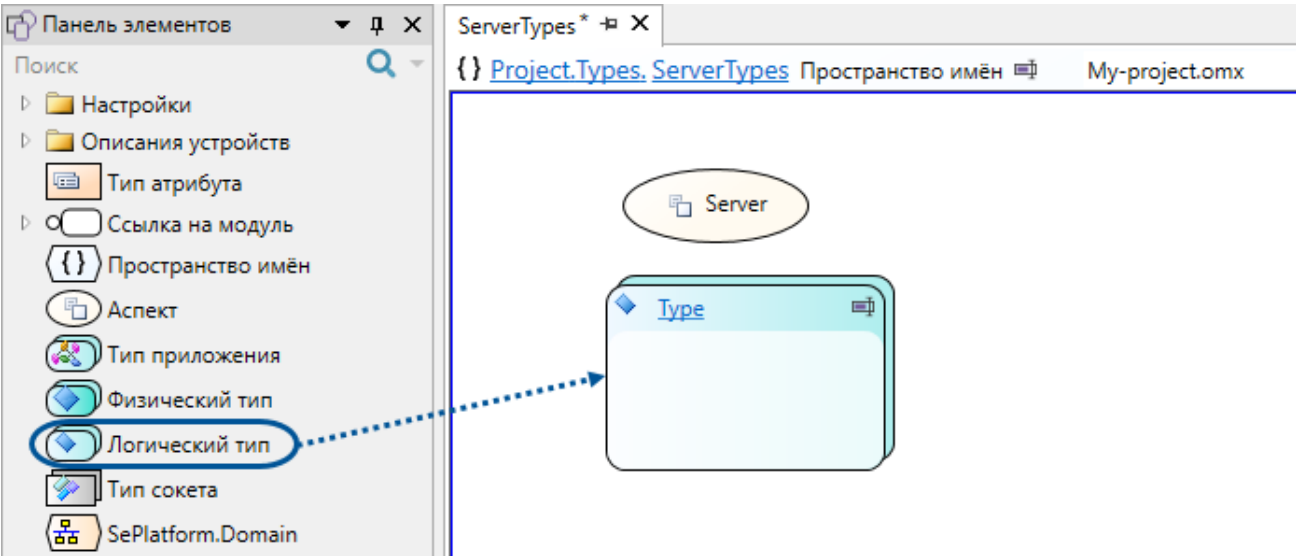 Панель элементов
Поиск
Настройки
Описания устройств
Тип атрибута
Ссылка на модуль
{ } Пространство имён
Аспект
Тип приложения
Физический тип
Логический тип
Тип сокета
SePlatform.Domain
ServerTypes*
{ } Project.Types. ServerTypes Пространство имён My-project.omx
Server
Type